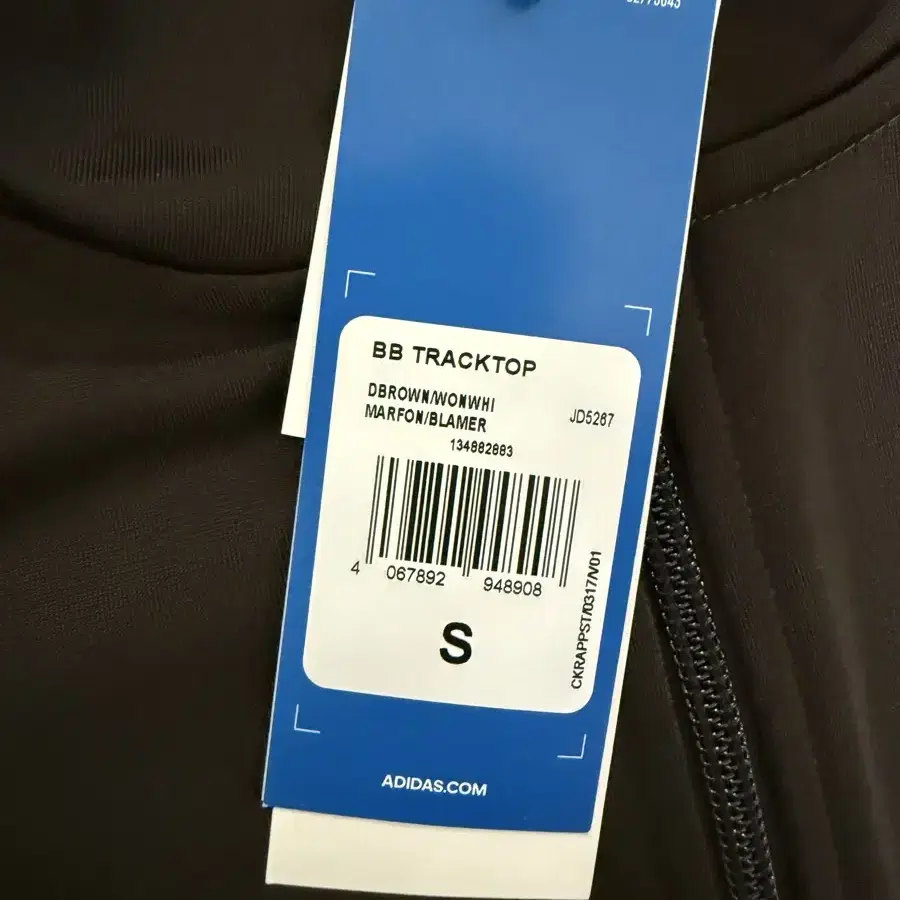 BB TRACKTOP
DBROWN/WONWHI
MARFON/BLAMER
JD5267
134882883
4 067892 948908
S
CKRAPPST/0317/V01
ADIDAS.COM